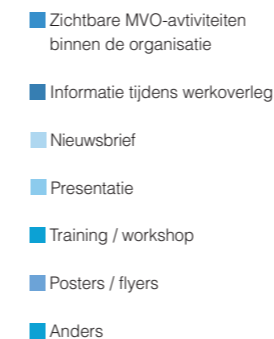 Zichtbare MVO-avtiviteiten
binnen de organisatie
Informatie tijdens werkoverleg
Nieuwsbrief
Presentatie
Training / workshop
Posters / flyers
Anders